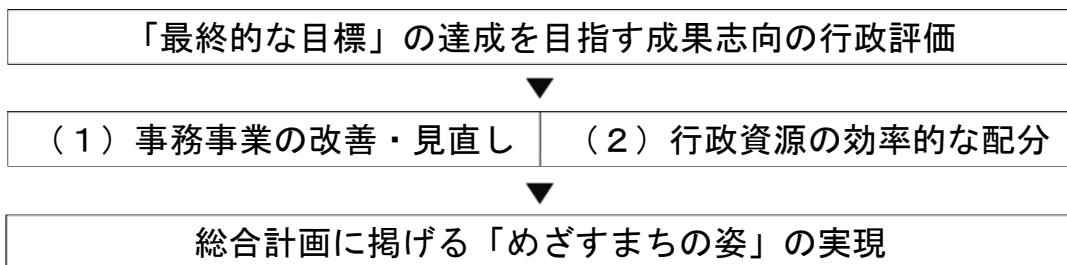 「最終的な目標」の達成を目指す成果志向の行政評価
▼
（１）事務事業の改善・見直し （２）行政資源の効率的な配分
▼
総合計画に掲げる「めざすまちの姿」の実現